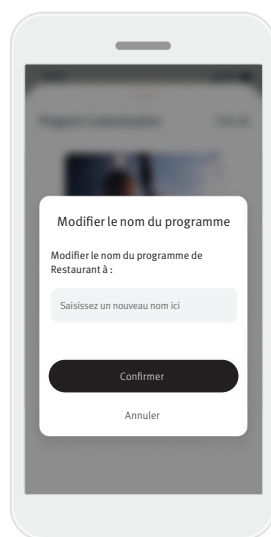 Modifier le nom du programme
Modifier le nom du programme de
Restaurant à :
Saisissez un nouveau nom ici
Confirmer
Annuler